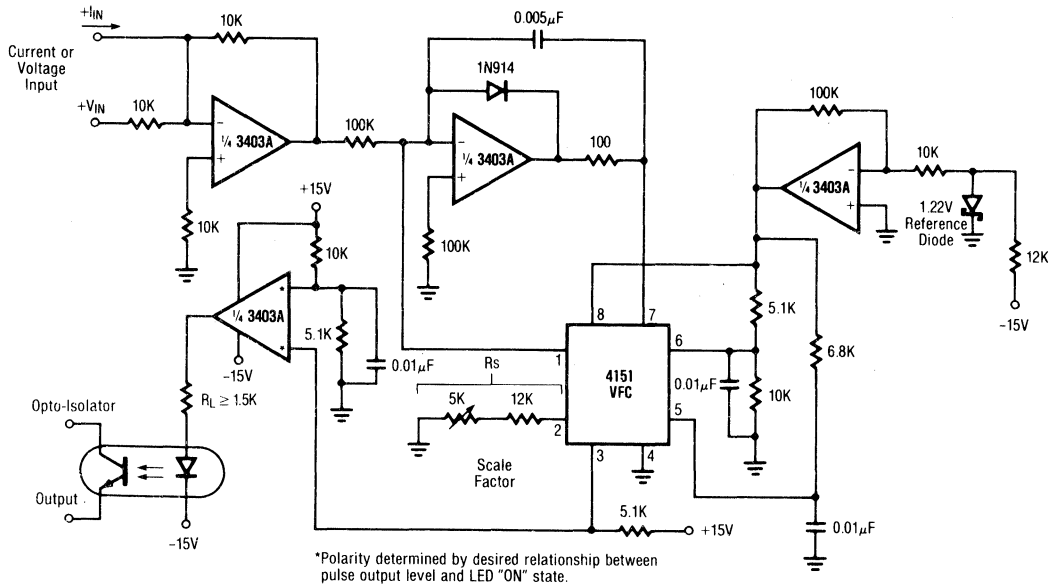 +IIN
Current or
Voltage
Input
+VIN
10K
10K
10K
¼ 3403A
−
+
100K
0.005µF
1N914
¼ 3403A
−
+
100
100K
100K
¼ 3403A
−
+
10K
1.22V
Reference
Diode
12K
−15V
+15V
10K
¼ 3403A
*
*
−15V
5.1K
0.01µF
RL ≥ 1.5K
Opto-Isolator
Output
−15V
Rs
5K
12K
Scale
Factor
8
7
1
6
4151
VFC
2
5
3
4
5.1K
0.01µF
10K
6.8K
0.01µF
5.1K
+15V
*Polarity determined by desired relationship between
pulse output level and LED "ON" state.